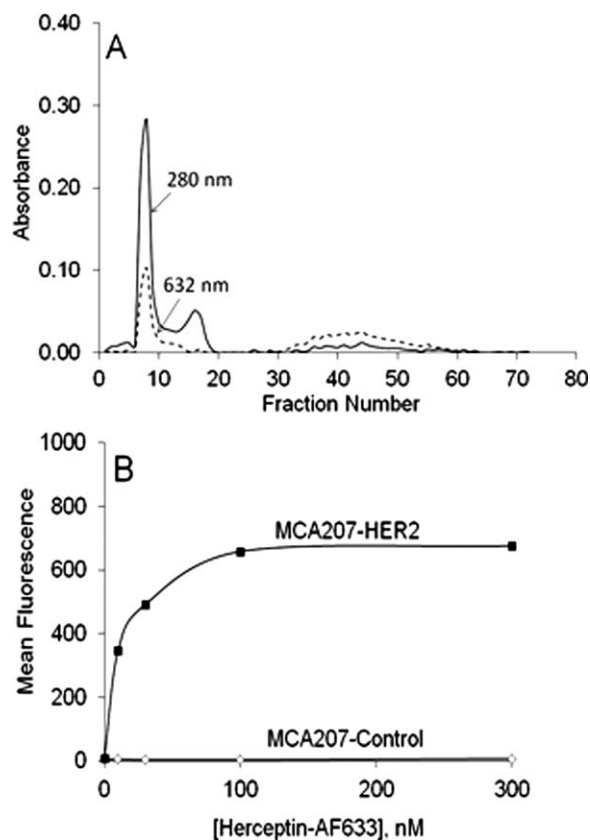 0.40
A
0.30
280 nm
0.20
632 nm
0.10
0.00
0 10 20 30 40 50 60 70 80
Absorbance
Fraction Number
1000
B
800
MCA207-HER2
600
400
200
MCA207-Control
0
0 100 200 300
Mean Fluorescence
[Herceptin-AF633], nM